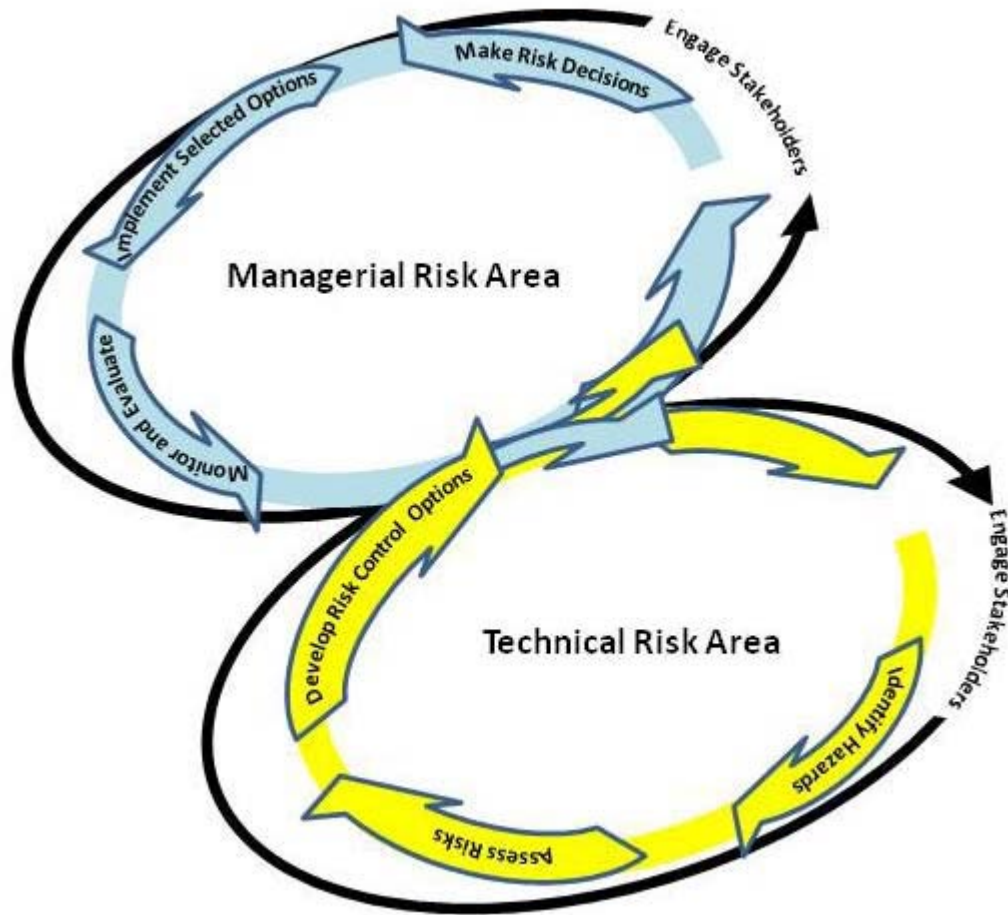 Engage Stakeholders
Make Risk Decisions
Implement Selected Options
Managerial Risk Area
Monitor and Evaluate
Develop Risk Control Options
Engage Stakeholders
Technical Risk Area
Identify Hazards
Assess Risks